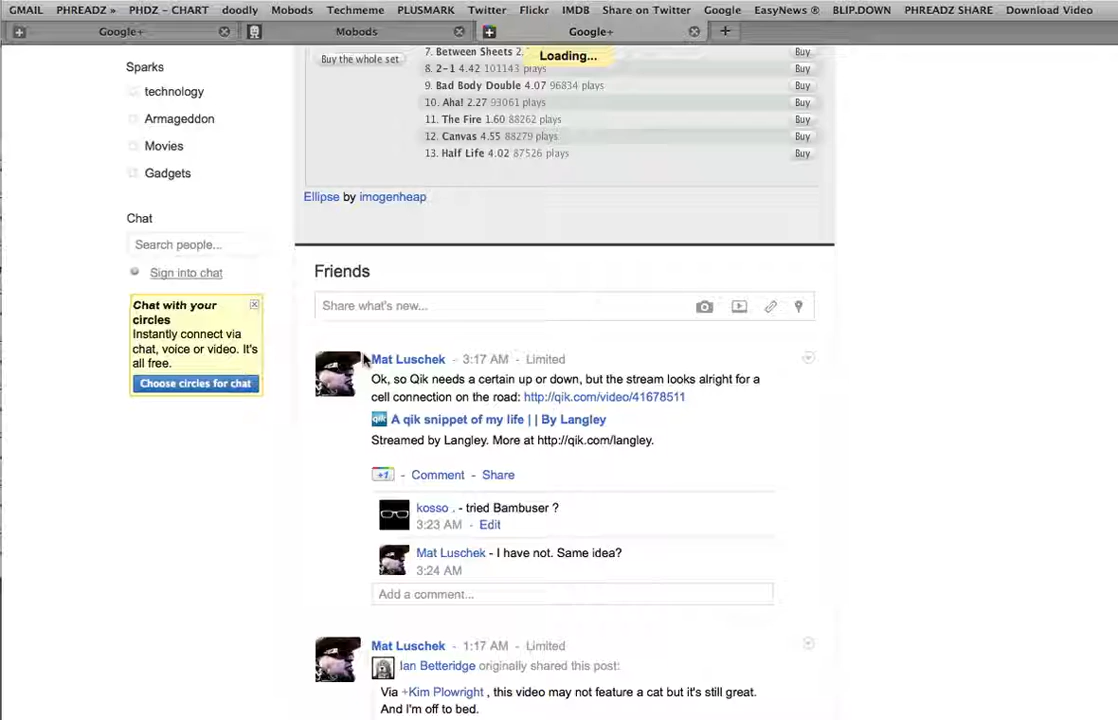 GMAIL PHREADZ » PHDZ – CHART doodly Mobods Techmeme PLUSMARK Twitter Flickr IMDB Share on Twitter Google EasyNews ® BLIP.DOWN PHREADZ SHARE Download Video
Google+ Mobods Google+
Loading...
Sparks
technology
Armageddon
Movies
Gadgets
Chat
Search people...
Sign into chat
Chat with your
circles
Instantly connect via
chat, voice or video. It's
all free.
Choose circles for chat
Buy the whole set
7. Between Sheets 2. Buy
8. 2-1 4.42 101143 plays Buy
9. Bad Body Double 4.07 96834 plays Buy
10. Aha! 2.27 93061 plays Buy
11. The Fire 1.60 88262 plays Buy
12. Canvas 4.55 88279 plays Buy
13. Half Life 4.02 87526 plays Buy
Ellipse by imogenheap
Friends
Share what's new...
Mat Luschek - 3:17 AM - Limited
Ok, so Qik needs a certain up or down, but the stream looks alright for a
cell connection on the road: http://qik.com/video/41678511
qik A qik snippet of my life | | By Langley
Streamed by Langley. More at http://qik.com/langley.
+1 - Comment - Share
kosso . - tried Bambuser ?
3:23 AM - Edit
Mat Luschek - I have not. Same idea?
3:24 AM
Add a comment...
Mat Luschek - 1:17 AM - Limited
Ian Betteridge originally shared this post:
Via +Kim Plowright , this video may not feature a cat but it's still great.
And I'm off to bed.